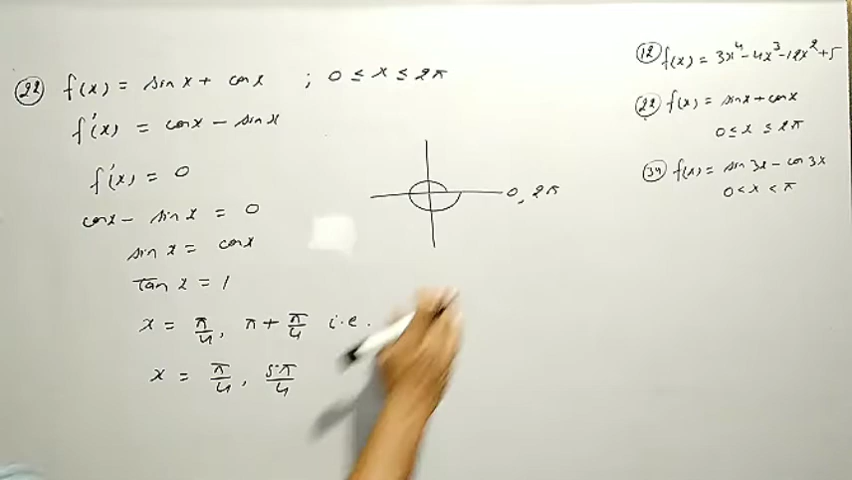 22 f(x) = sin x + cos x ; 0 ≤ x ≤ 2π
f'(x) = cos x - sin x
f'(x) = 0
cos x - sin x = 0
sin x = cos x
Tan x = 1
x = π/4, π + π/4 i.e.
x = π/4, 5π/4
0, 2π
12 f(x) = 3x⁴ - 4x³ - 12x² + 5
22 f(x) = sin x + cos x
0 ≤ x ≤ 2π
34 f(x) = sin 3x - cos 3x
0 < x < π